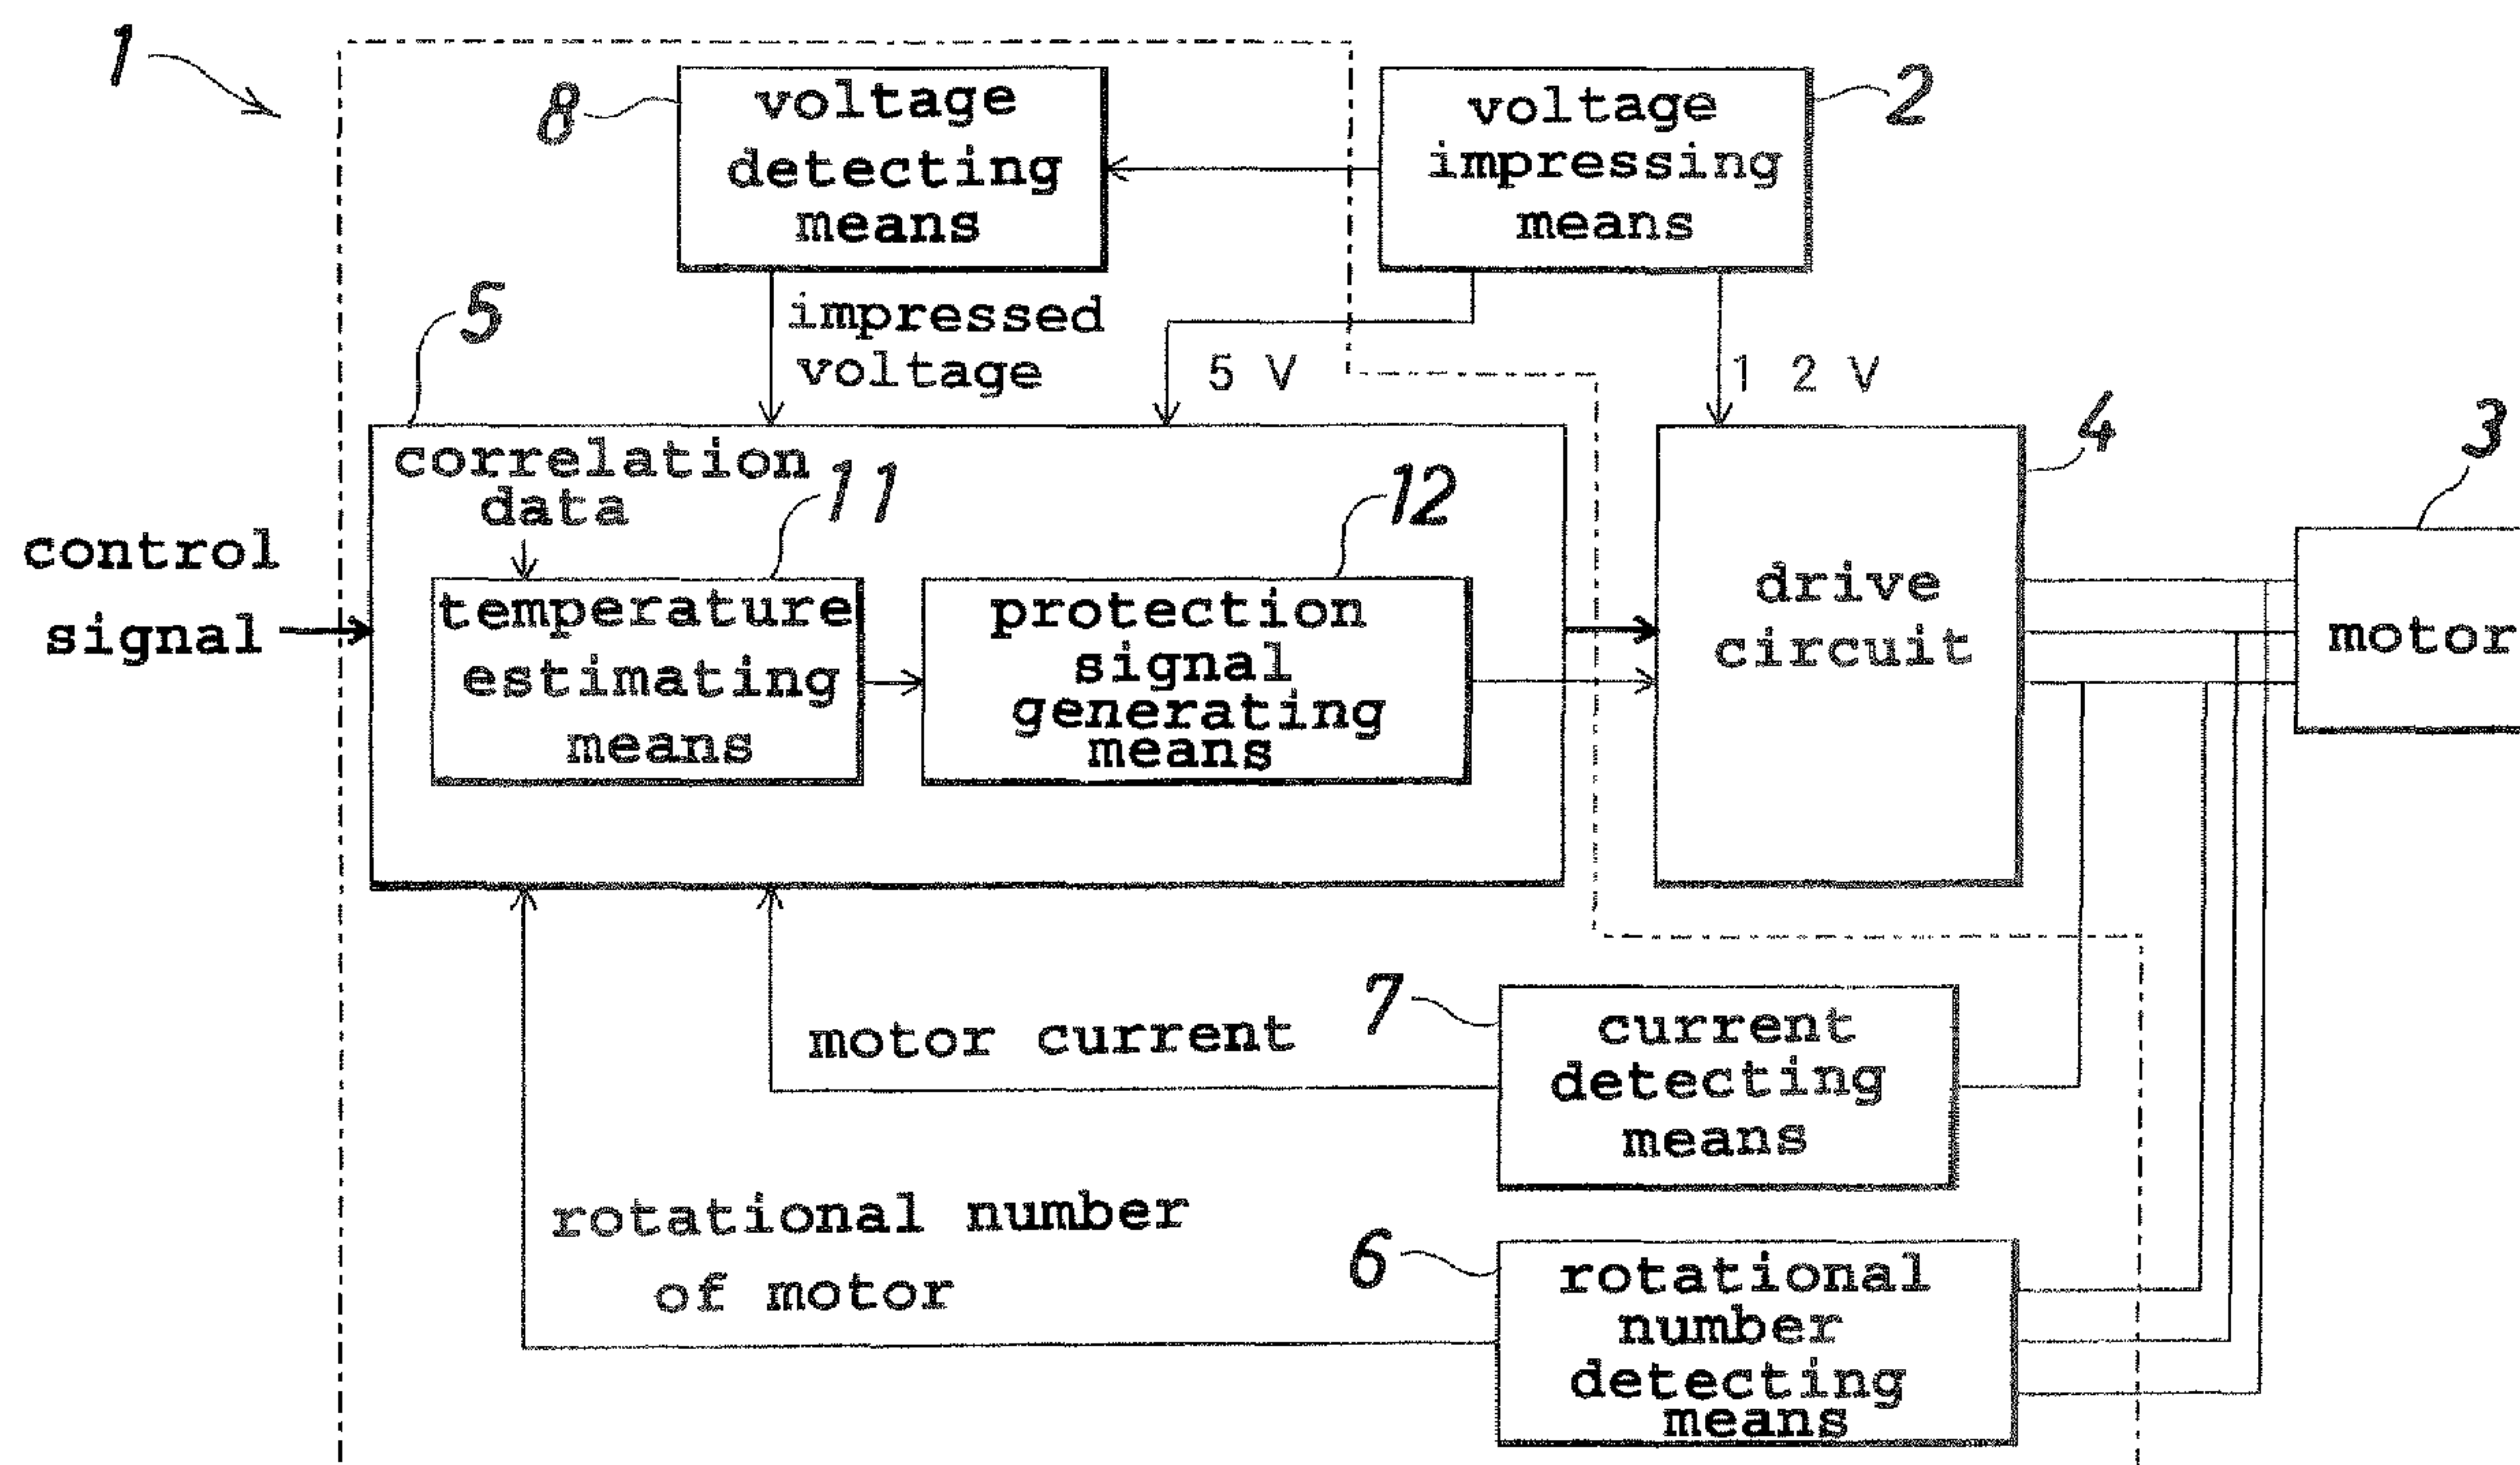 1
8
voltage
detecting
means
voltage
impressing
means
2
5
impressed
voltage
5 V
1 2 V
4
3
correlation
data
11
12
control
signal
temperature
estimating
means
protection
signal
generating
means
drive
circuit
motor
7
motor current
current
detecting
means
rotational number
of motor
6
rotational
number
detecting
means